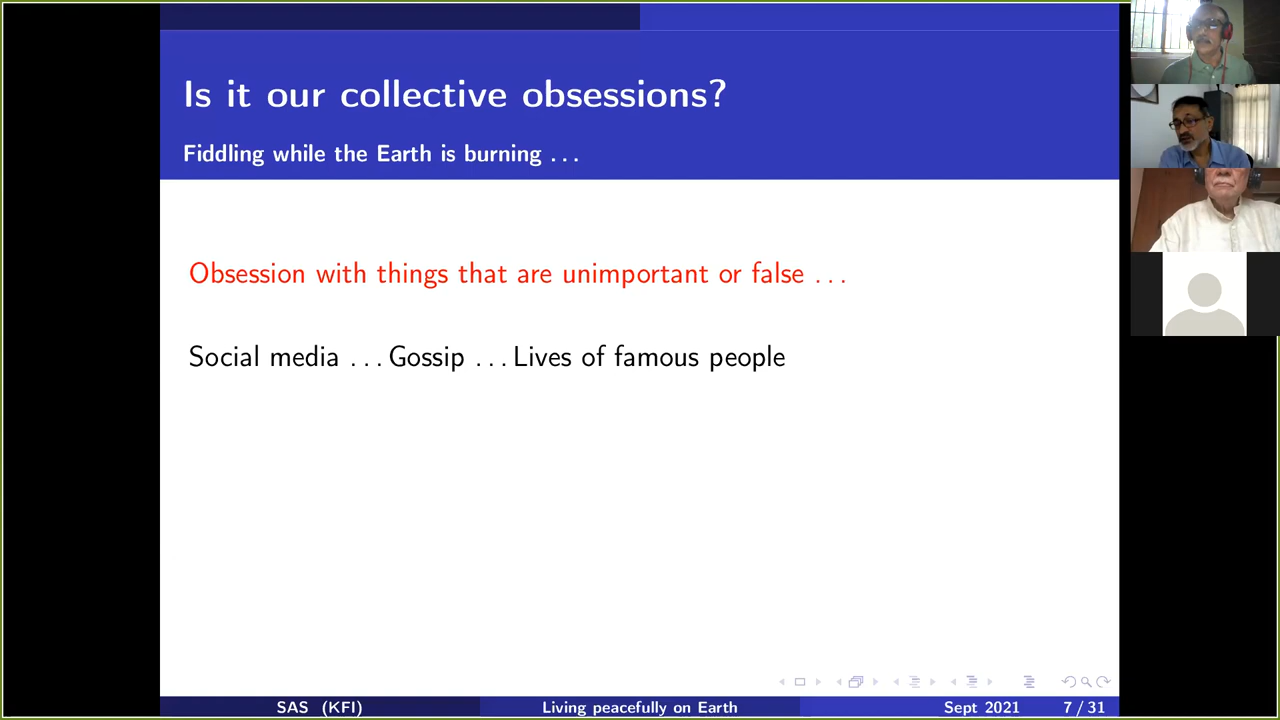 Is it our collective obsessions?
Fiddling while the Earth is burning ...
Obsession with things that are unimportant or false ...
Social media ... Gossip ... Lives of famous people
SAS (KFI) Living peacefully on Earth Sept 2021 7 / 31